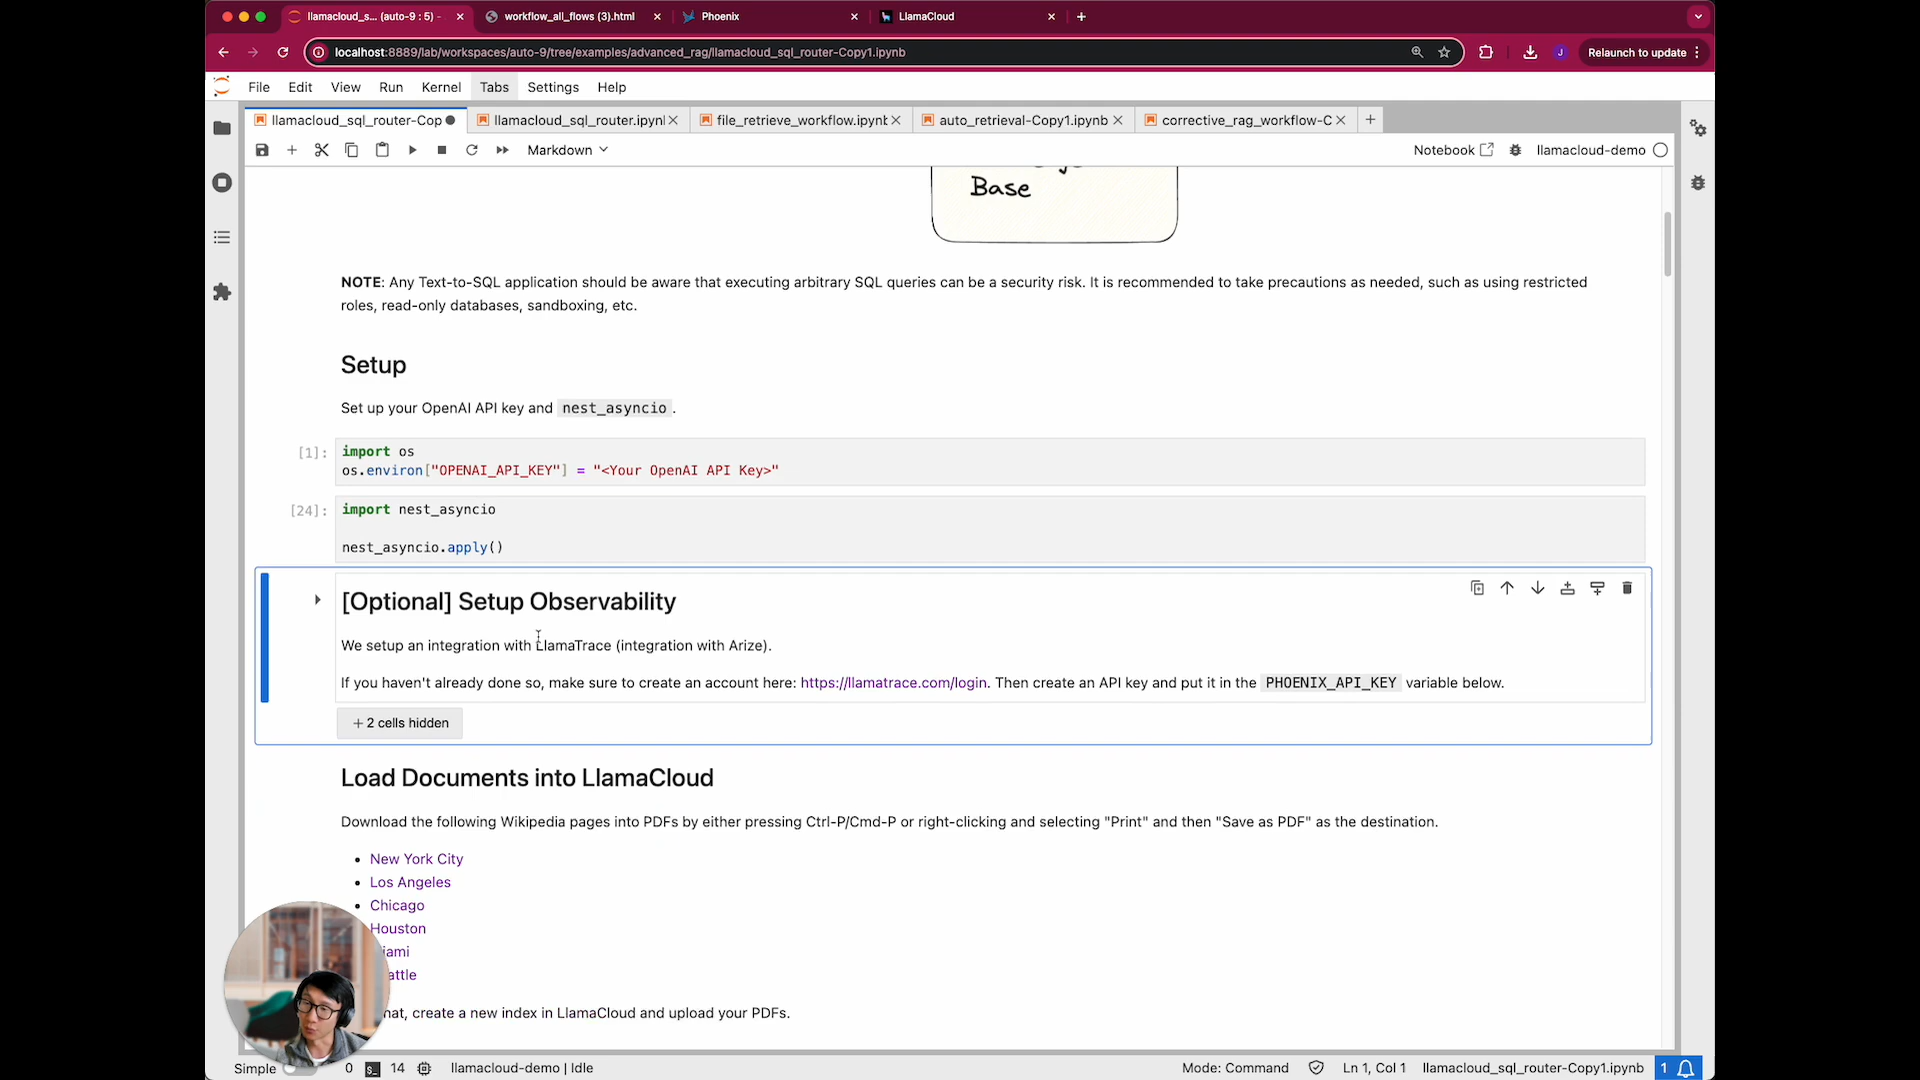 llamacloud_s... (auto-9 : 5) -
workflow_all_flows (3).html
Phoenix
LlamaCloud
localhost:8889/lab/workspaces/auto-9/tree/examples/advanced_rag/llamacloud_sql_router-Copy1.ipynb
J
Relaunch to update
File Edit View Run Kernel Tabs Settings Help
llamacloud_sql_router-Cop
llamacloud_sql_router.ipynl
file_retrieve_workflow.ipynb
auto_retrieval-Copy1.ipynb
corrective_rag_workflow-C
Markdown
Notebook
llamacloud-demo
Base
NOTE: Any Text-to-SQL application should be aware that executing arbitrary SQL queries can be a security risk. It is recommended to take precautions as needed, such as using restricted
roles, read-only databases, sandboxing, etc.
Setup
Set up your OpenAI API key and nest_asyncio.
[1]: import os
os.environ["OPENAI_API_KEY"] = "<Your OpenAI API Key>"
[24]: import nest_asyncio
nest_asyncio.apply()
[Optional] Setup Observability
We setup an integration with LlamaTrace (integration with Arize).
If you haven't already done so, make sure to create an account here: https://llamatrace.com/login. Then create an API key and put it in the PHOENIX_API_KEY variable below.
+ 2 cells hidden
Load Documents into LlamaCloud
Download the following Wikipedia pages into PDFs by either pressing Ctrl-P/Cmd-P or right-clicking and selecting "Print" and then "Save as PDF" as the destination.
• New York City
• Los Angeles
• Chicago
Houston
iami
attle
hat, create a new index in LlamaCloud and upload your PDFs.
Simple 0 14 llamacloud-demo | Idle
Mode: Command Ln 1, Col 1 llamacloud_sql_router-Copy1.ipynb 1